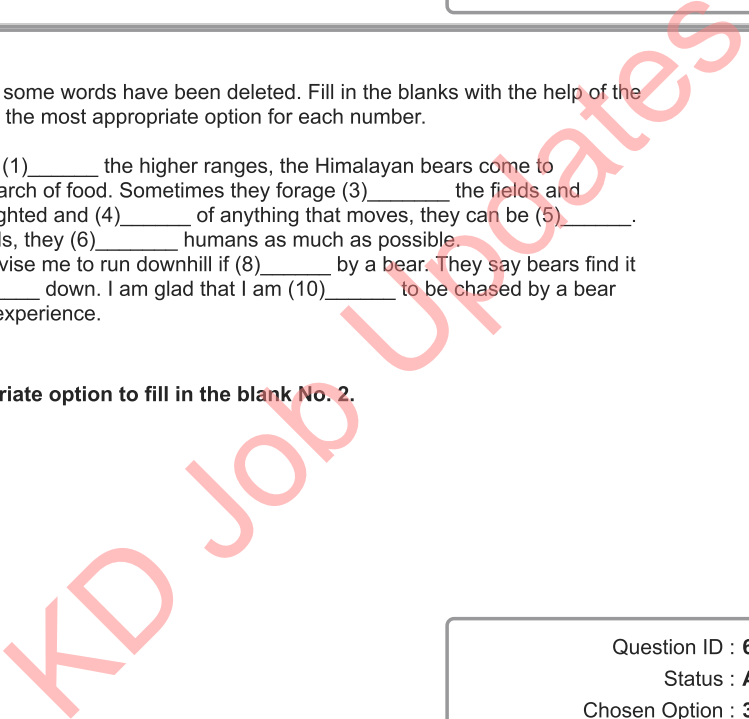 some words have been deleted. Fill in the blanks with the help of the
the most appropriate option for each number.
(1)______ the higher ranges, the Himalayan bears come to
arch of food. Sometimes they forage (3)_______ the fields and
ghted and (4)______ of anything that moves, they can be (5)______.
ls, they (6)_______ humans as much as possible.
vise me to run downhill if (8)______ by a bear. They say bears find it
____ down. I am glad that I am (10)______ to be chased by a bear
experience.
riate option to fill in the blank No. 2.
KD Job Updates
Question ID :
Status :
Chosen Option :